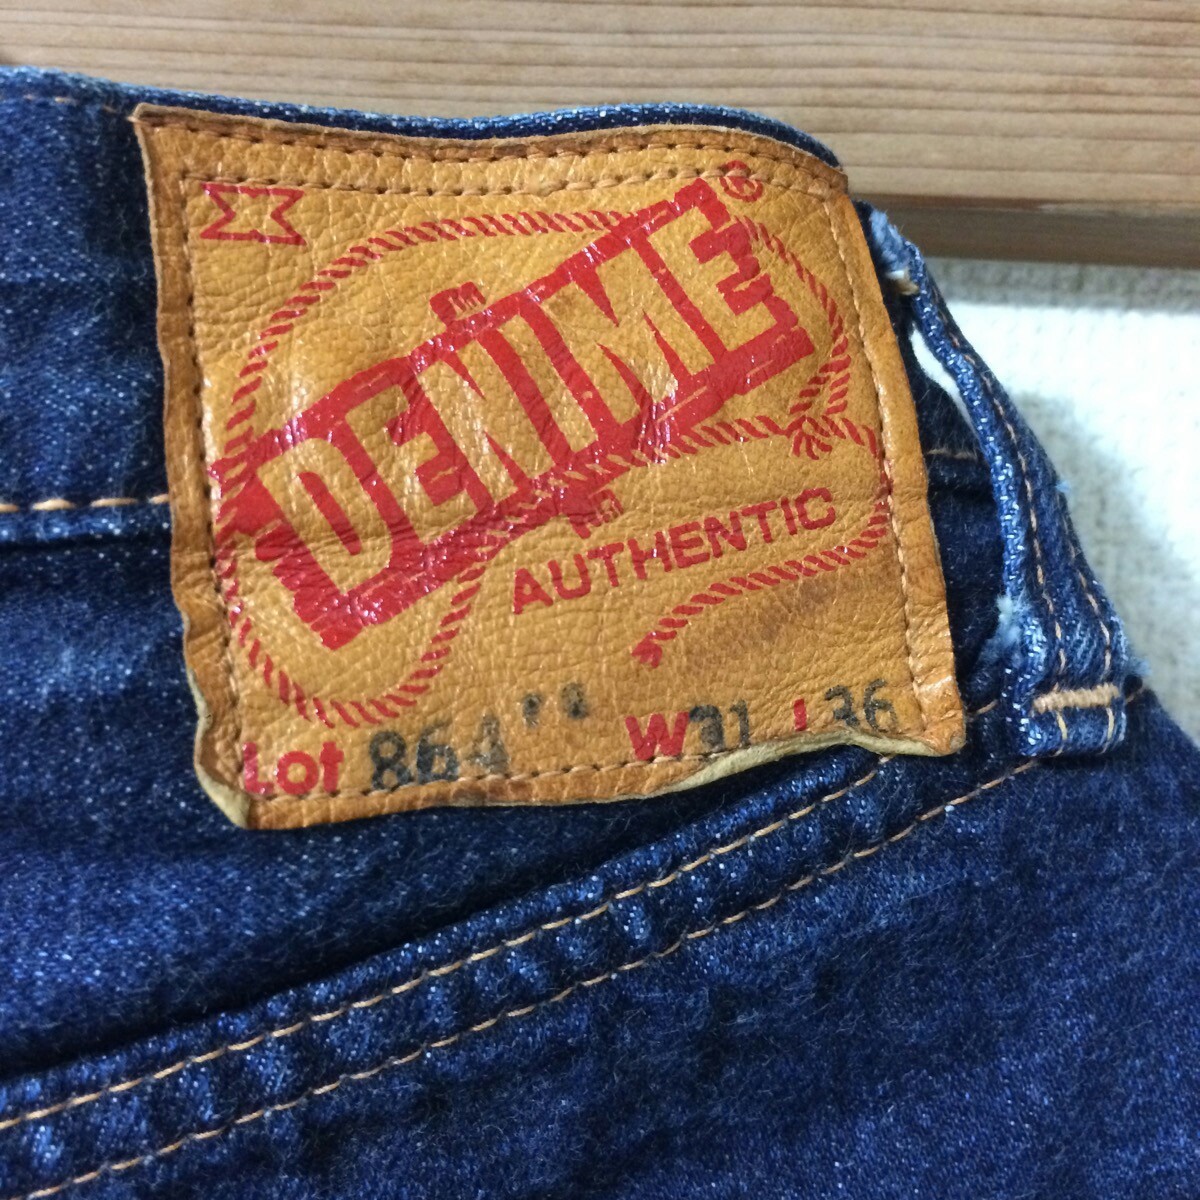 DENIME®
AUTHENTIC
Lot 864'' W31 L36